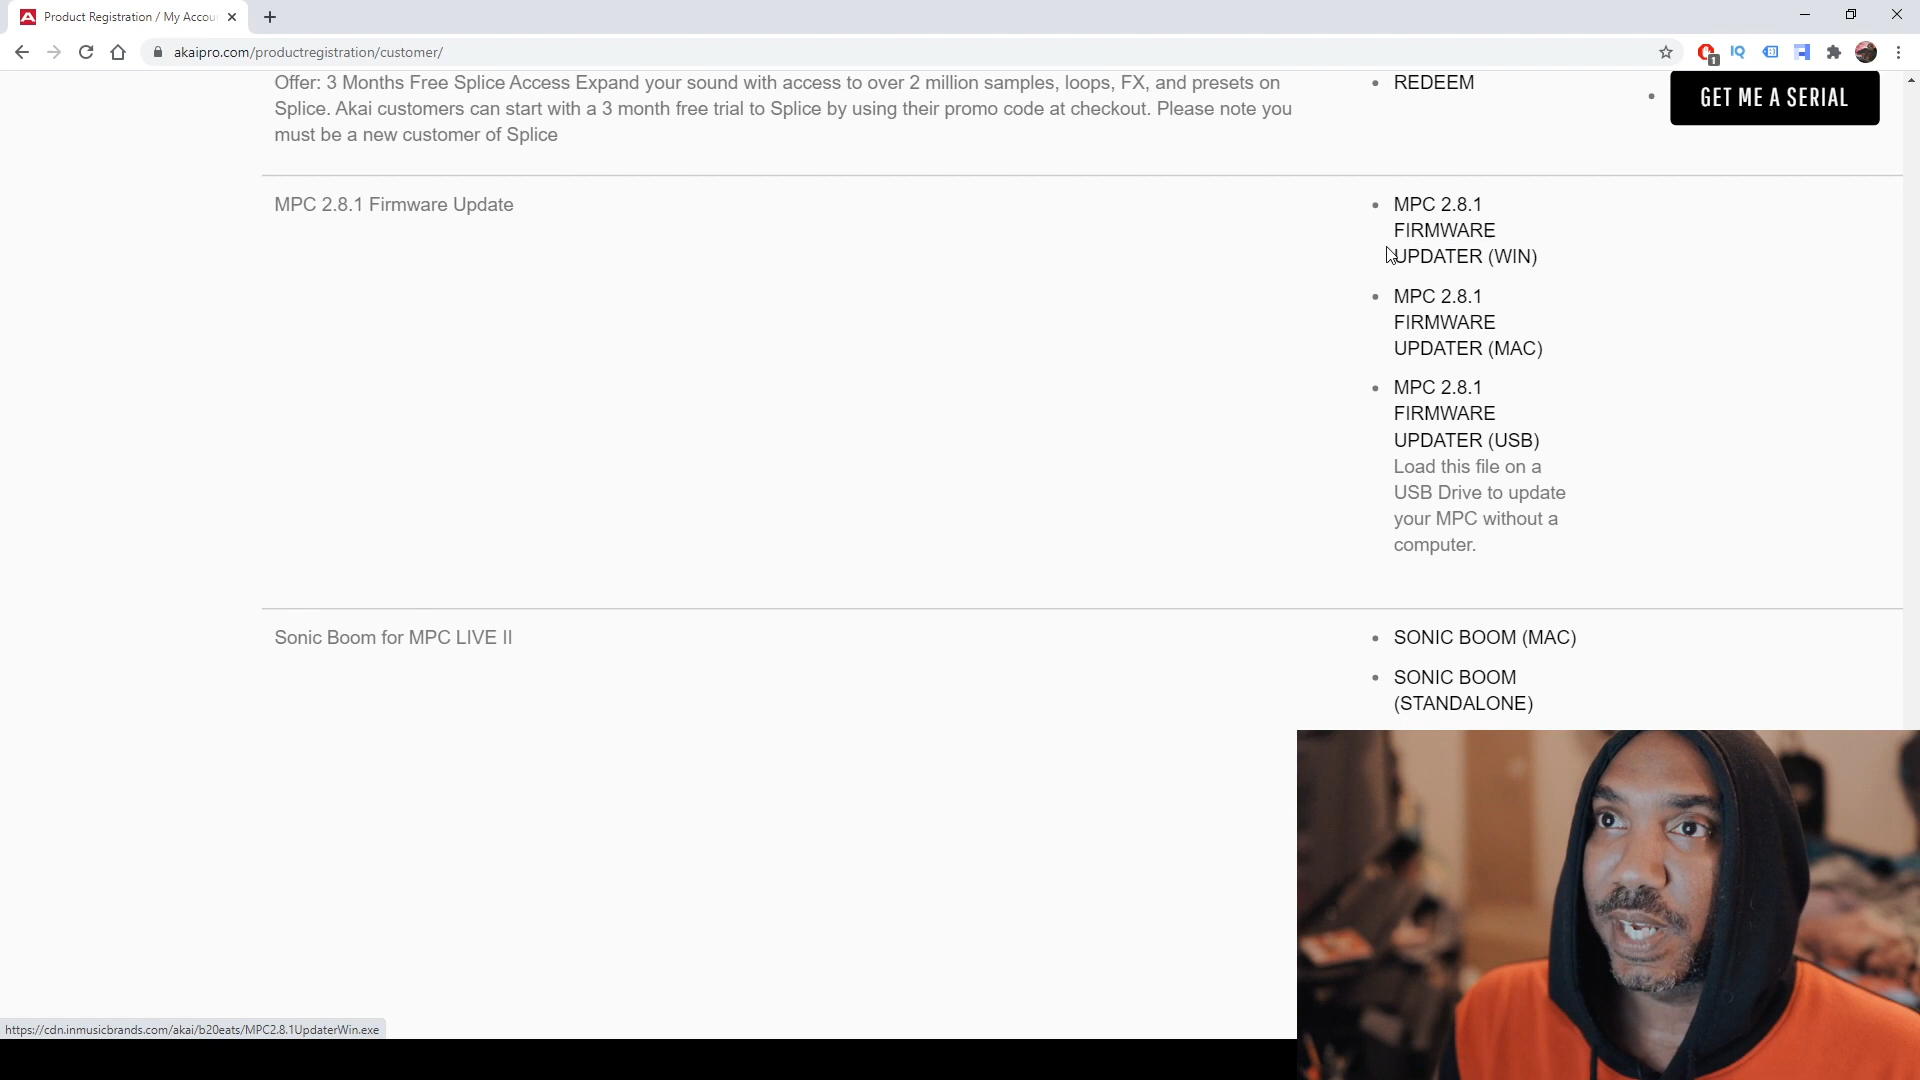 Product Registration / My Accou
akaipro.com/productregistration/customer/
1
Offer: 3 Months Free Splice Access Expand your sound with access to over 2 million samples, loops, FX, and presets on
Splice. Akai customers can start with a 3 month free trial to Splice by using their promo code at checkout. Please note you
must be a new customer of Splice
REDEEM
GET ME A SERIAL
MPC 2.8.1 Firmware Update
MPC 2.8.1
FIRMWARE
UPDATER (WIN)
MPC 2.8.1
FIRMWARE
UPDATER (MAC)
MPC 2.8.1
FIRMWARE
UPDATER (USB)
Load this file on a
USB Drive to update
your MPC without a
computer.
Sonic Boom for MPC LIVE II
SONIC BOOM (MAC)
SONIC BOOM
(STANDALONE)
https://cdn.inmusicbrands.com/akai/b20eats/MPC2.8.1UpdaterWin.exe